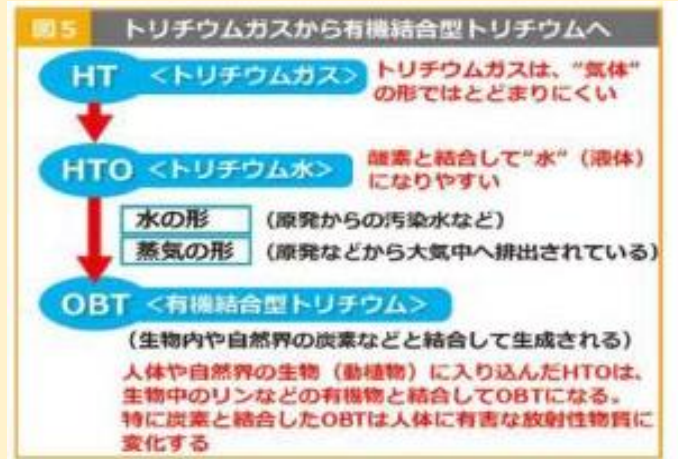 図5 トリチウムガスから有機結合型トリチウムへ
HT <トリチウムガス>
トリチウムガスは、“気体”
の形ではとどまりにくい
HTO <トリチウム水>
酸素と結合して“水”（液体）
になりやすい
水の形 （原発からの汚染水など）
蒸気の形 （原発などから大気中へ排出されている）
OBT <有機結合型トリチウム>
（生物内や自然界の炭素などと結合して生成される）
人体や自然界の生物（動植物）に入り込んだHTOは、
生物中のリンなどの有機物と結合してOBTになる。
特に炭素と結合したOBTは人体に有害な放射性物質に
変化する